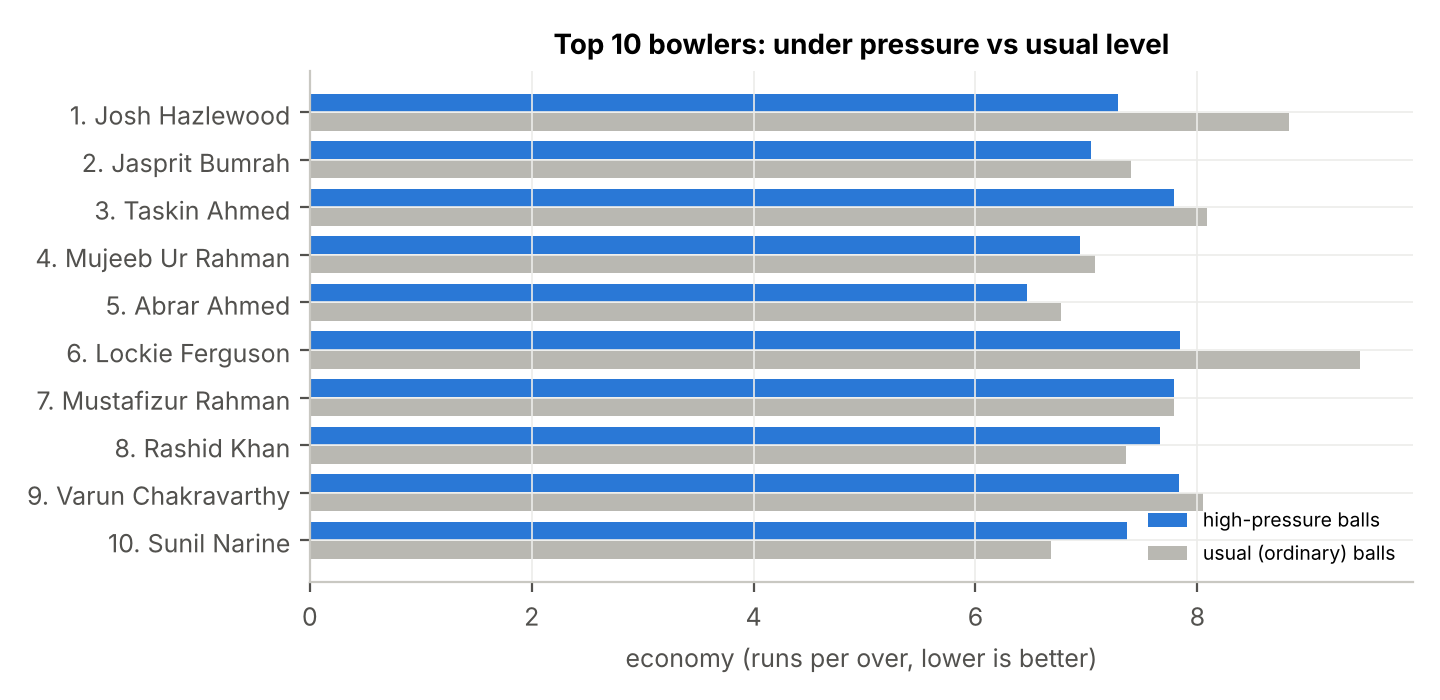 Top 10 bowlers: under pressure vs usual level
1. Josh Hazlewood
2. Jasprit Bumrah
3. Taskin Ahmed
4. Mujeeb Ur Rahman
5. Abrar Ahmed
6. Lockie Ferguson
7. Mustafizur Rahman
8. Rashid Khan
9. Varun Chakravarthy
10. Sunil Narine
high-pressure balls
usual (ordinary) balls
0 2 4 6 8
economy (runs per over, lower is better)